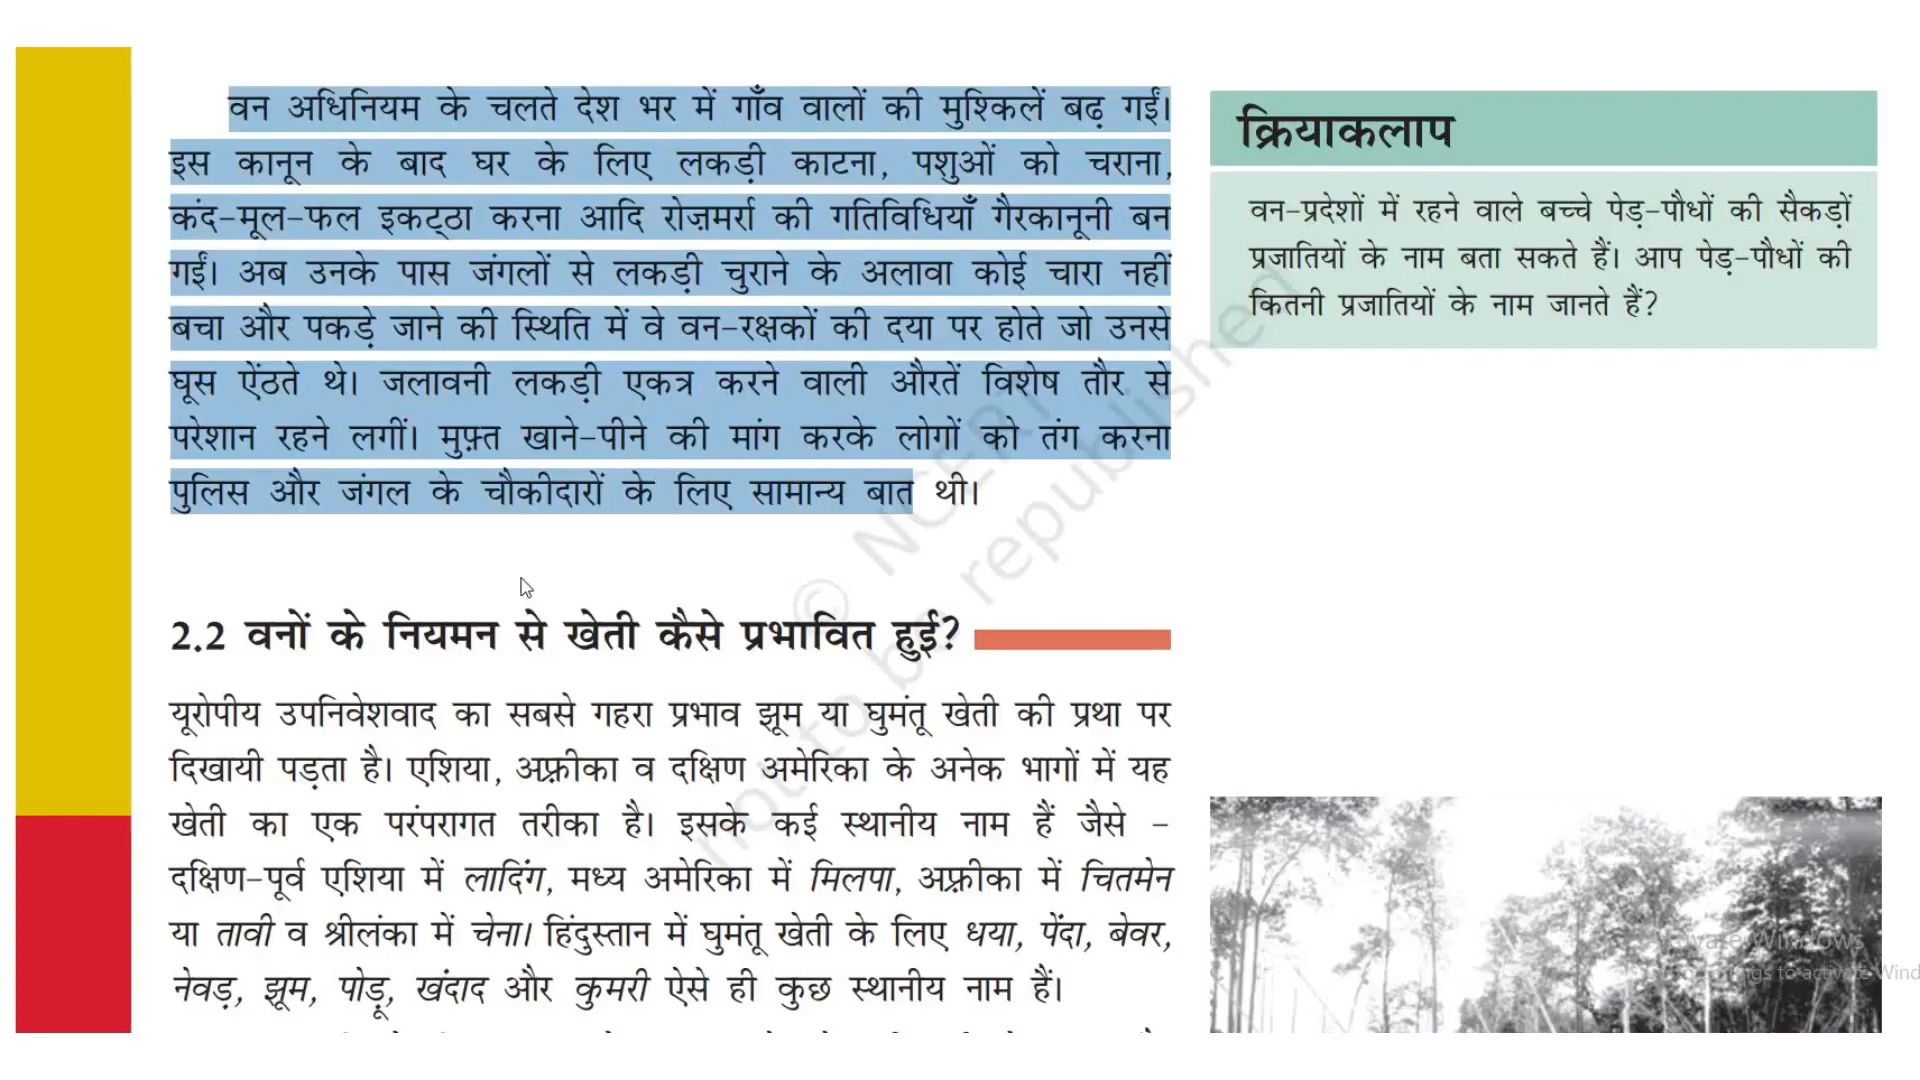 वन अधिनियम के चलते देश भर में गाँव वालों की मुश्किलें बढ़ गईं।
इस कानून के बाद घर के लिए लकड़ी काटना, पशुओं को चराना,
कंद-मूल-फल इकट्ठा करना आदि रोज़मर्रा की गतिविधियाँ गैरकानूनी बन
गईं। अब उनके पास जंगलों से लकड़ी चुराने के अलावा कोई चारा नहीं
बचा और पकड़े जाने की स्थिति में वे वन-रक्षकों की दया पर होते जो उनसे
घूस ऐंठते थे। जलावनी लकड़ी एकत्र करने वाली औरतें विशेष तौर से
परेशान रहने लगीं। मुफ़्त खाने-पीने की मांग करके लोगों को तंग करना
पुलिस और जंगल के चौकीदारों के लिए सामान्य बात थी।
2.2 वनों के नियमन से खेती कैसे प्रभावित हुई?
यूरोपीय उपनिवेशवाद का सबसे गहरा प्रभाव झूम या घुमंतू खेती की प्रथा पर
दिखायी पड़ता है। एशिया, अफ़्रीका व दक्षिण अमेरिका के अनेक भागों में यह
खेती का एक परंपरागत तरीका है। इसके कई स्थानीय नाम हैं जैसे -
दक्षिण-पूर्व एशिया में लादिंग, मध्य अमेरिका में मिलपा, अफ़्रीका में चितमेन
या तावी व श्रीलंका में चेना। हिंदुस्तान में घुमंतू खेती के लिए धया, पेंदा, बेवर,
नेवड़, झूम, पोड़ू, खंदाद और कुमरी ऐसे ही कुछ स्थानीय नाम हैं।
क्रियाकलाप
वन-प्रदेशों में रहने वाले बच्चे पेड़-पौधों की सैकड़ों
प्रजातियों के नाम बता सकते हैं। आप पेड़-पौधों की
कितनी प्रजातियों के नाम जानते हैं?
© NCERT
not to be republished